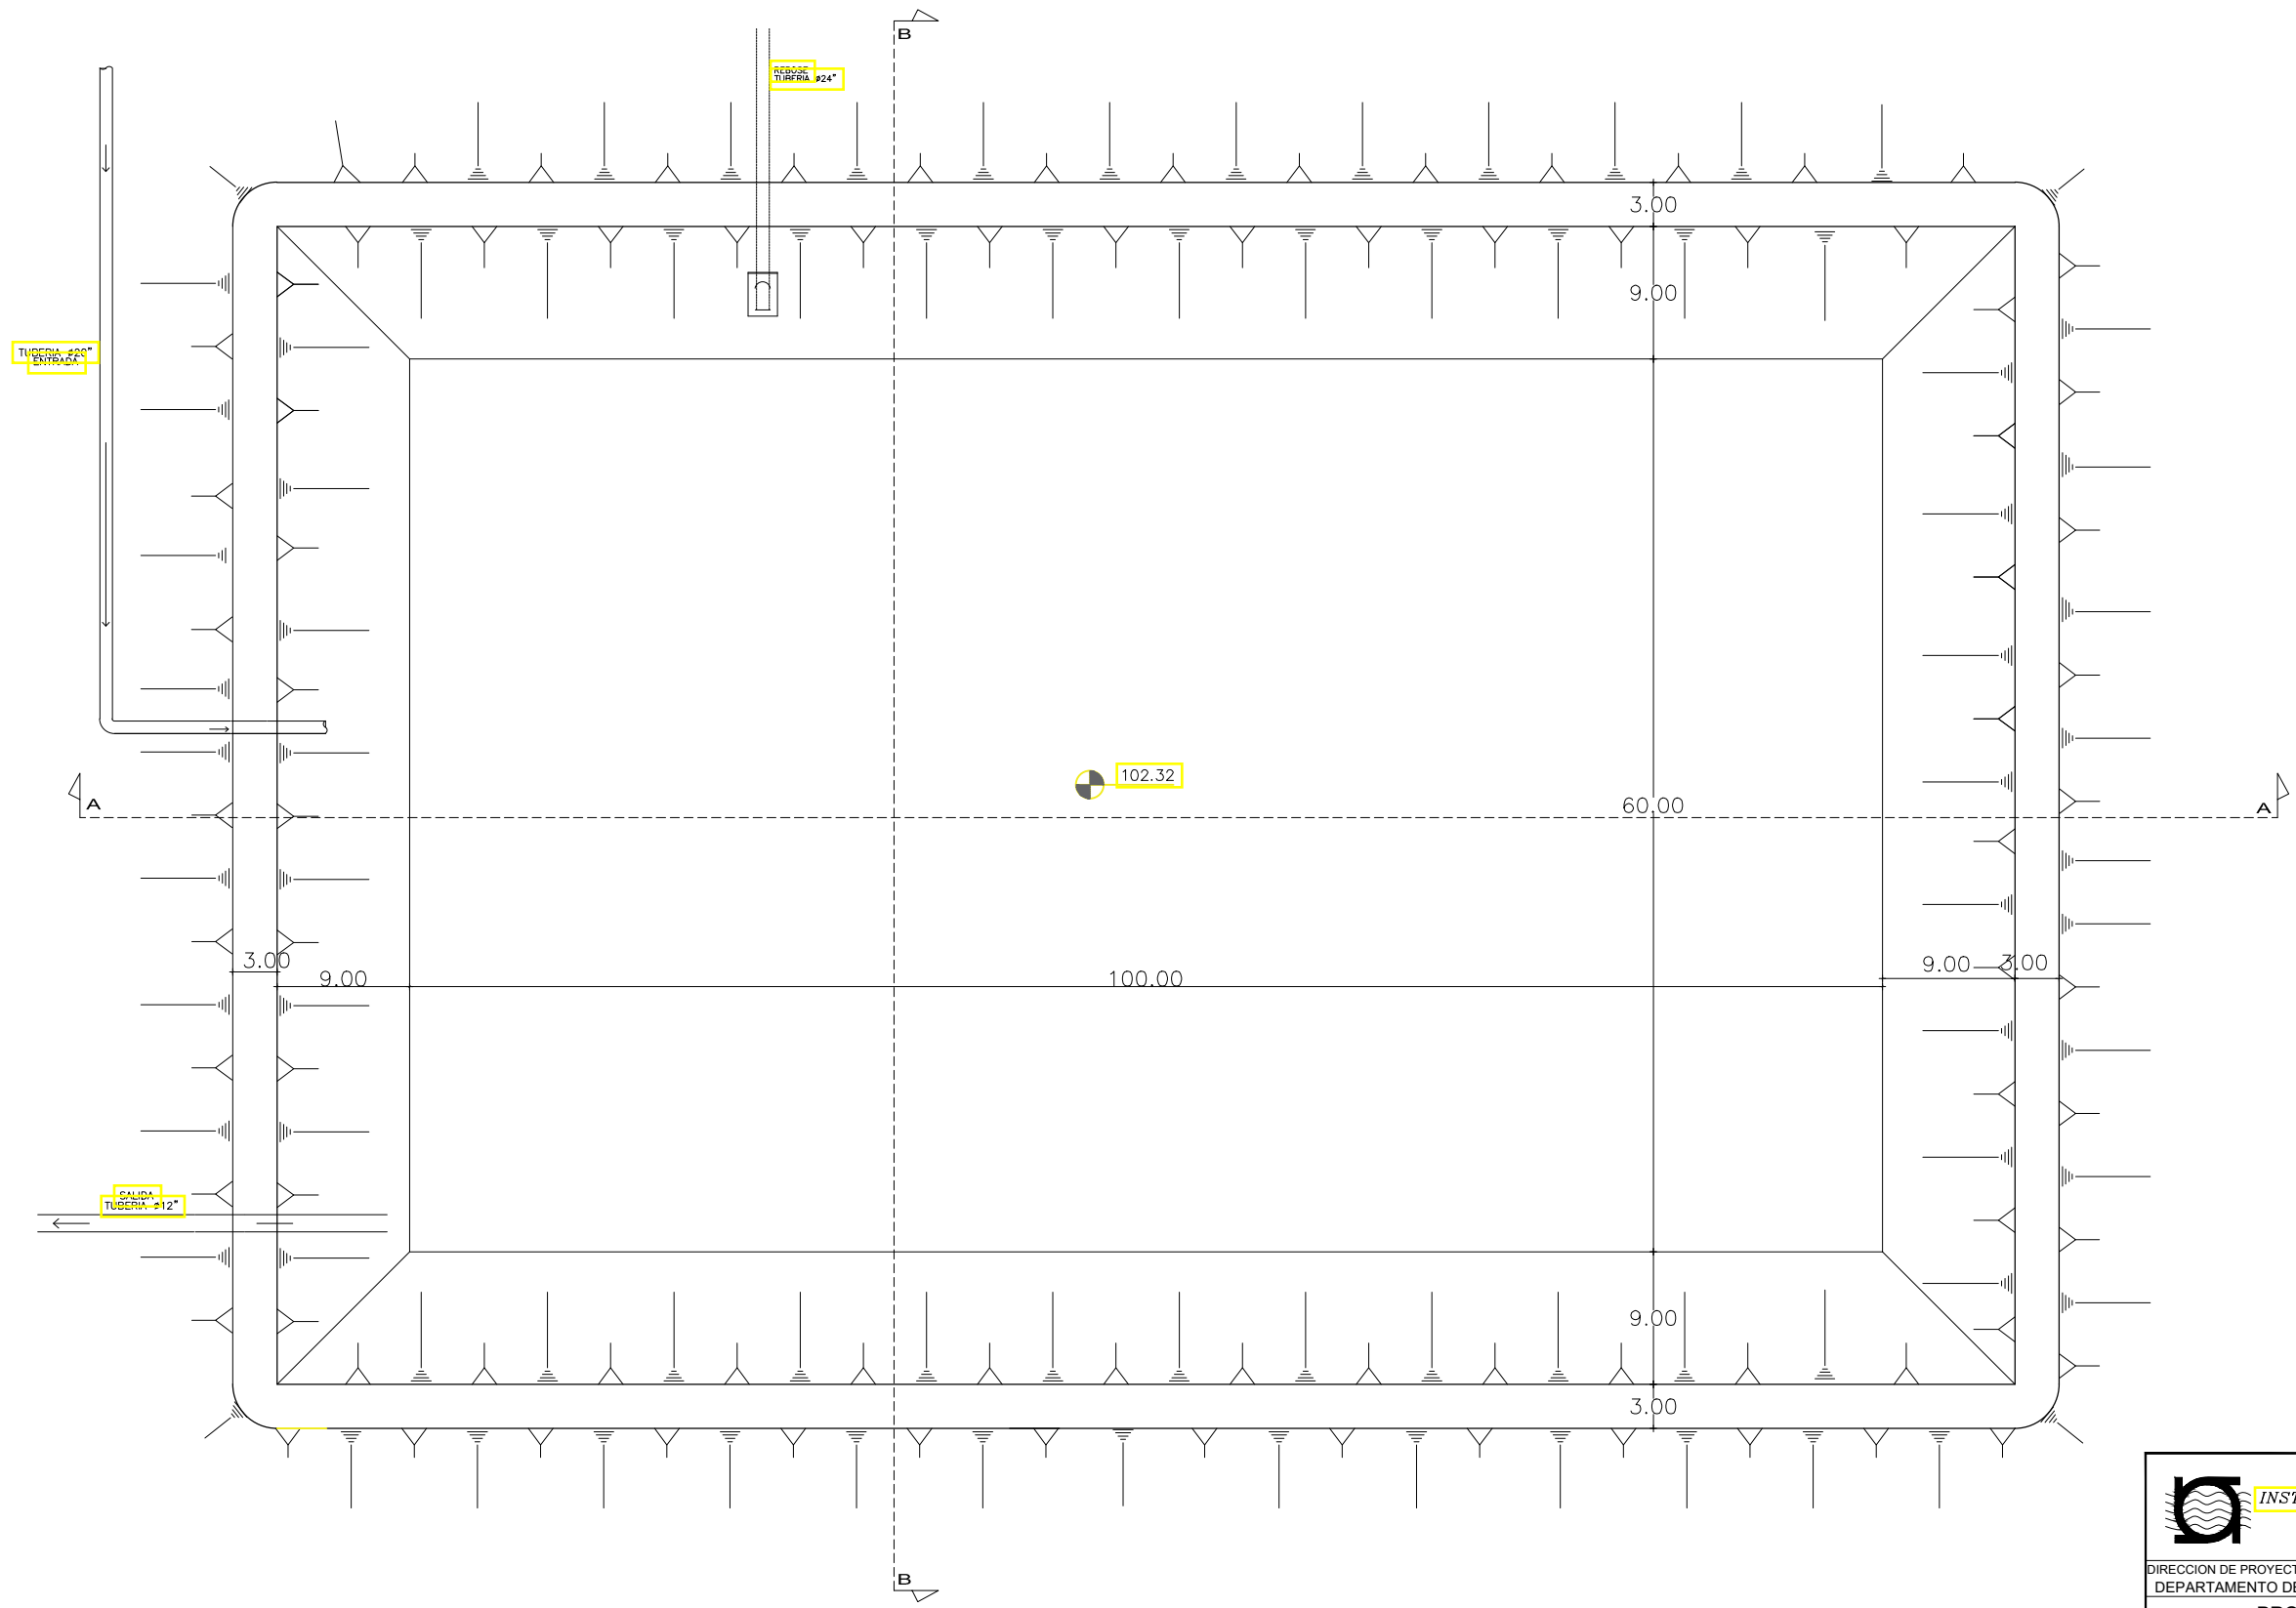 B
REBOSE
TUBERIA ø24"
3.00
9.00
TUBERIA ø20"
ENTRADA
102.32
A
60.00
A
3.00
9.00
100.00
9.00
3.00
SALIDA
TUBERIA ø12"
9.00
3.00
B
INST
DIRECCION DE PROYECT
DEPARTAMENTO DE